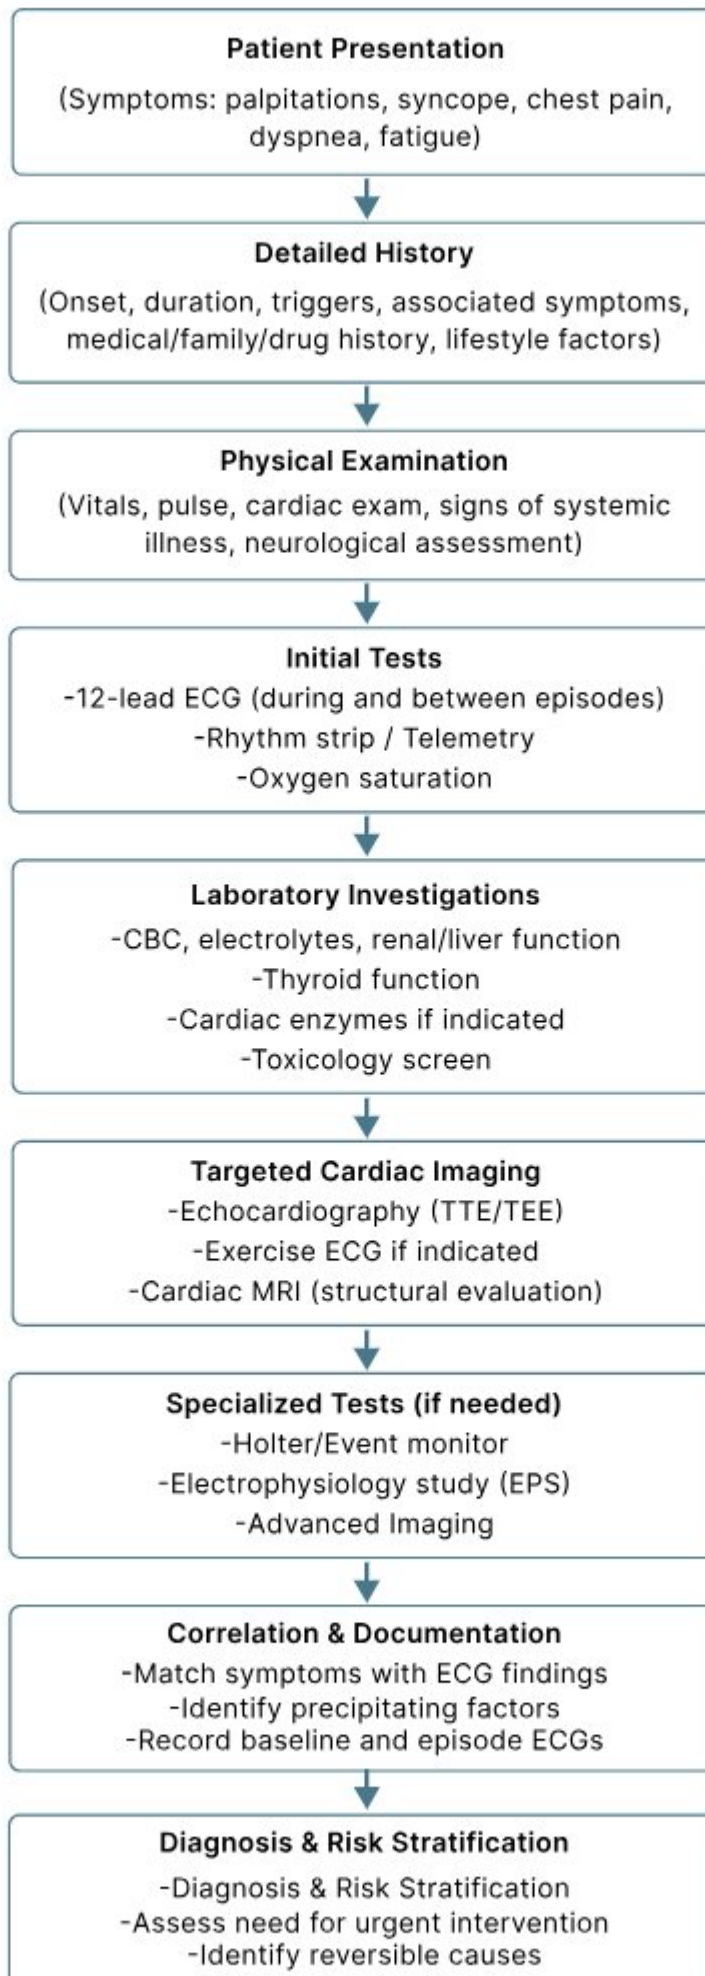 Patient Presentation
(Symptoms: palpitations, syncope, chest pain,
dyspnea, fatigue)
Detailed History
(Onset, duration, triggers, associated symptoms,
medical/family/drug history, lifestyle factors)
Physical Examination
(Vitals, pulse, cardiac exam, signs of systemic
illness, neurological assessment)
Initial Tests
-12-lead ECG (during and between episodes)
-Rhythm strip / Telemetry
-Oxygen saturation
Laboratory Investigations
-CBC, electrolytes, renal/liver function
-Thyroid function
-Cardiac enzymes if indicated
-Toxicology screen
Targeted Cardiac Imaging
-Echocardiography (TTE/TEE)
-Exercise ECG if indicated
-Cardiac MRI (structural evaluation)
Specialized Tests (if needed)
-Holter/Event monitor
-Electrophysiology study (EPS)
-Advanced Imaging
Correlation & Documentation
-Match symptoms with ECG findings
-Identify precipitating factors
-Record baseline and episode ECGs
Diagnosis & Risk Stratification
-Diagnosis & Risk Stratification
-Assess need for urgent intervention
-Identify reversible causes